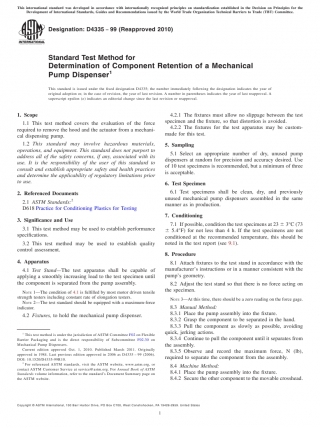 This international standard was developed in accordance with internationally recognized principles on standardization established in the Decision on Principles for the
Development of International Standards, Guides and Recommendations issued by the World Trade Organization Technical Barriers to Trade (TBT) Committee.
Designation: D4335 − 99 (Reapproved 2010)
INTERNATIONAL
Standard Test Method for
Determination of Component Retention of a Mechanical
Pump Dispenser1
This standard is issued under the fixed designation D4335; the number immediately following the designation indicates the year of
original adoption or, in the case of revision, the year of last revision. A number in parentheses indicates the year of last reapproval. A
superscript epsilon (´) indicates an editorial change since the last revision or reapproval.
1. Scope
1.1 This test method covers the evaluation of the force
required to remove the hood and the actuator from a mechani-
cal dispensing pump.
1.2 This standard may involve hazardous materials,
operations, and equipment. This standard does not purport to
address all of the safety concerns, if any, associated with its
use. It is the responsibility of the user of this standard to
consult and establish appropriate safety and health practices
and determine the applicability of regulatory limitations prior
to use.
2. Referenced Documents
2.1 ASTM Standards:2
D618 Practice for Conditioning Plastics for Testing
3. Significance and Use
3.1 This test method may be used to establish performance
specifications.
3.2 This test method may be used to establish quality
control assessment.
4. Apparatus
4.1 Test Stand—The test apparatus shall be capable of
applying a smoothly increasing load to the test specimen until
the component is separated from the pump assembly.
NOTE 1—The condition of 4.1 is fulfilled by most motor driven tensile
strength testers including constant rate of elongation testers.
NOTE 2—The test standard should be equipped with a maximum force
indicator.
4.2 Fixtures, to hold the mechanical pump dispenser.
1 This test method is under the jurisdiction of ASTM Committee F02 on Flexible
Barrier Packaging and is the direct responsibility of Subcommittee
Mechanical Pump Dispensers.
Current edition approved Oct. 1, 2010. Published March 2011. Originally
approved in 1984. Last previous edition approved in 2006 as D4335 – 99 (2006).
DOI:
2 For referenced ASTM standards, visit the ASTM website, www.astm.org, or
contact ASTM Customer Service at service@astm.org. For Annual Book of ASTM
Standards volume information, refer to the standard's Document Summary page on
the ASTM website.
4.2.1 The fixtures must allow no slippage between the test
specimen and the fixture, so that distortion is avoided.
4.2.2 The fixtures for the test apparatus may be custom-
made for this test.
5. Sampling
5.1 Select an appropriate number of dry, unused pump
dispensers at random for precision and accuracy desired. Use
of 10 test specimens is recommended, but a minimum of three
is acceptable.
6. Test Specimen
6.1 Test specimens shall be clean, dry, and previously
unused mechanical pump dispensers assembled in the same
manner as in production.
7. Conditioning
7.1 If possible, condition the test specimens at 23 ± 3°C (73
± 5.4°F) for not less than 4 h. If the test specimens are not
conditioned at the recommended temperature, this should be
noted in the test report (see 9.1).
8. Procedure
8.1 Attach fixtures to the test stand in accordance with the
manufacturer's instructions or in a manner consistent with the
pump's geometry.
8.2 Adjust the test stand so that there is no force acting on
the specimen.
NOTE 3—At this time, there should be a zero reading on the force gage.
8.3 Manual Method:
8.3.1 Place the pump assembly into the fixture.
8.3.2 Grasp the component to be separated in the hand.
8.3.3 Pull the component as slowly as possible, avoiding
quick, jerking actions.
8.3.4 Continue to pull the component until it separates from
the assembly.
8.3.5 Observe and record the maximum force, N (lb),
required to separate the component from the assembly.
8.4 Machine Method:
8.4.1 Place the pump assembly into the fixture.
8.4.2 Secure the other component to the movable crosshead.
Copyright © ASTM International, 100 Barr Harbor Drive, PO Box C700, West Conshohocken, PA 19428-2959. United States
1